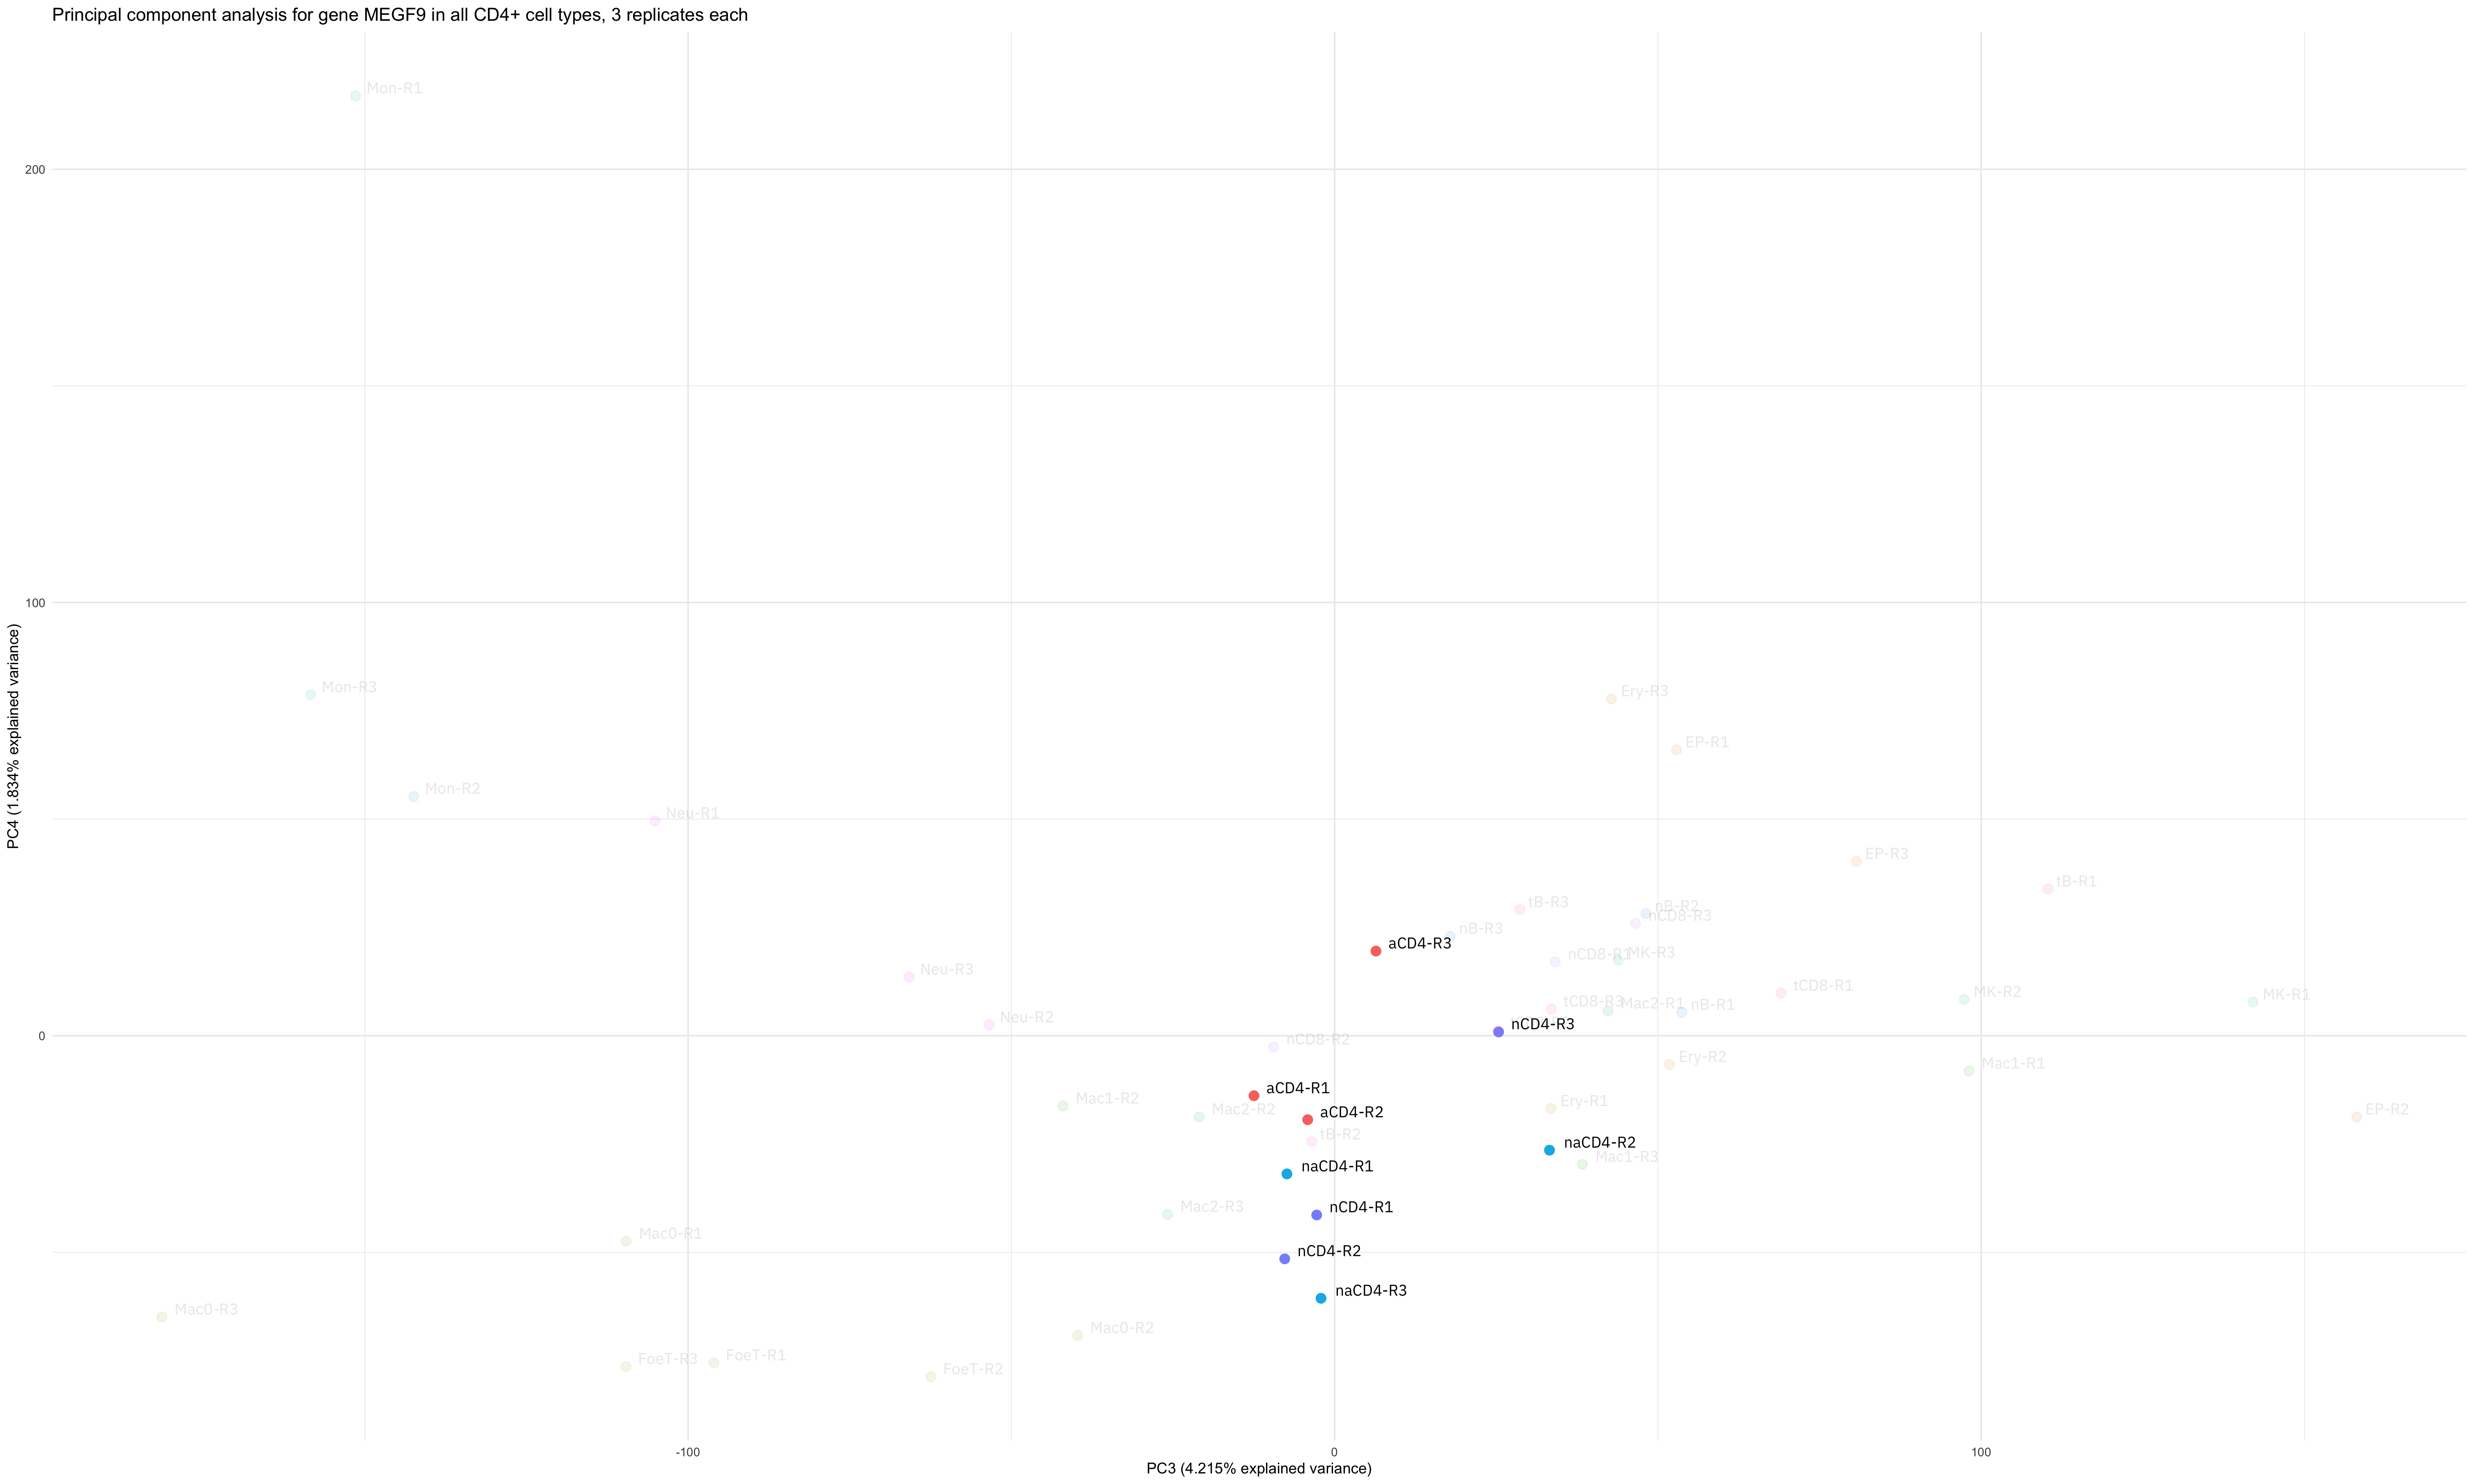 Principal component analysis for gene MEGF9 in all CD4+ cell types, 3 replicates each
Mon-R1
200
100
Mon-R3
Ery-R3
EP-R1
Mon-R2
Neu-R1
EP-R3
tB-R1
tB-R3
nB-R2
nCD8-R3
nB-R3
aCD4-R3
nCD8-R1
MK-R3
Neu-R3
tCD8-R1
MK-R2
MK-R1
tCD8-R3
Mac2-R1
nB-R1
Neu-R2
nCD4-R3
0
nCD8-R2
Ery-R2
Mac1-R1
aCD4-R1
Mac1-R2
Ery-R1
Mac2-R2
aCD4-R2
EP-R2
tB-R2
naCD4-R2
Mac1-R3
naCD4-R1
Mac2-R3
nCD4-R1
Mac0-R1
nCD4-R2
naCD4-R3
Mac0-R3
Mac0-R2
FoeT-R3
FoeT-R1
FoeT-R2
-100
0
100
PC3 (4.215% explained variance)
PC4 (1.834% explained variance)